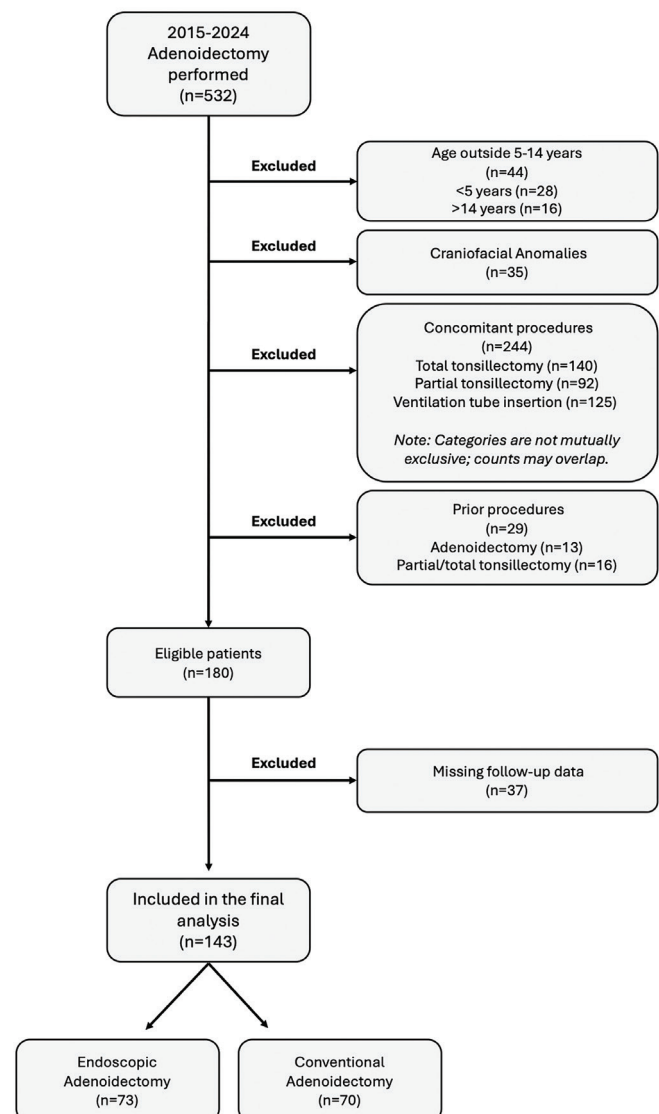 2015-2024
Adenoidectomy
performed
(n=532)
Excluded
Age outside 5-14 years
(n=44)
<5 years (n=28)
>14 years (n=16)
Excluded
Craniofacial Anomalies
(n=35)
Excluded
Concomitant procedures
(n=244)
Total tonsillectomy (n=140)
Partial tonsillectomy (n=92)
Ventilation tube insertion (n=125)
Note: Categories are not mutually
exclusive; counts may overlap.
Excluded
Prior procedures
(n=29)
Adenoidectomy (n=13)
Partial/total tonsillectomy (n=16)
Eligible patients
(n=180)
Excluded
Missing follow-up data
(n=37)
Included in the final
analysis
(n=143)
Endoscopic
Adenoidectomy
(n=73)
Conventional
Adenoidectomy
(n=70)